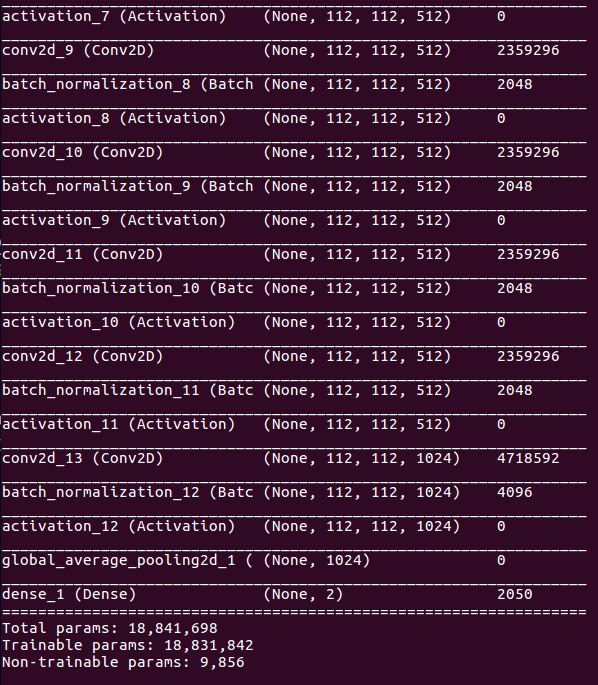 activation_7 (Activation) (None, 112, 112, 512) 0
conv2d_9 (Conv2D) (None, 112, 112, 512) 2359296
batch_normalization_8 (Batch (None, 112, 112, 512) 2048
activation_8 (Activation) (None, 112, 112, 512) 0
conv2d_10 (Conv2D) (None, 112, 112, 512) 2359296
batch_normalization_9 (Batch (None, 112, 112, 512) 2048
activation_9 (Activation) (None, 112, 112, 512) 0
conv2d_11 (Conv2D) (None, 112, 112, 512) 2359296
batch_normalization_10 (Batc (None, 112, 112, 512) 2048
activation_10 (Activation) (None, 112, 112, 512) 0
conv2d_12 (Conv2D) (None, 112, 112, 512) 2359296
batch_normalization_11 (Batc (None, 112, 112, 512) 2048
activation_11 (Activation) (None, 112, 112, 512) 0
conv2d_13 (Conv2D) (None, 112, 112, 1024) 4718592
batch_normalization_12 (Batc (None, 112, 112, 1024) 4096
activation_12 (Activation) (None, 112, 112, 1024) 0
global_average_pooling2d_1 ( (None, 1024) 0
dense_1 (Dense) (None, 2) 2050
Total params: 18,841,698
Trainable params: 18,831,842
Non-trainable params: 9,856